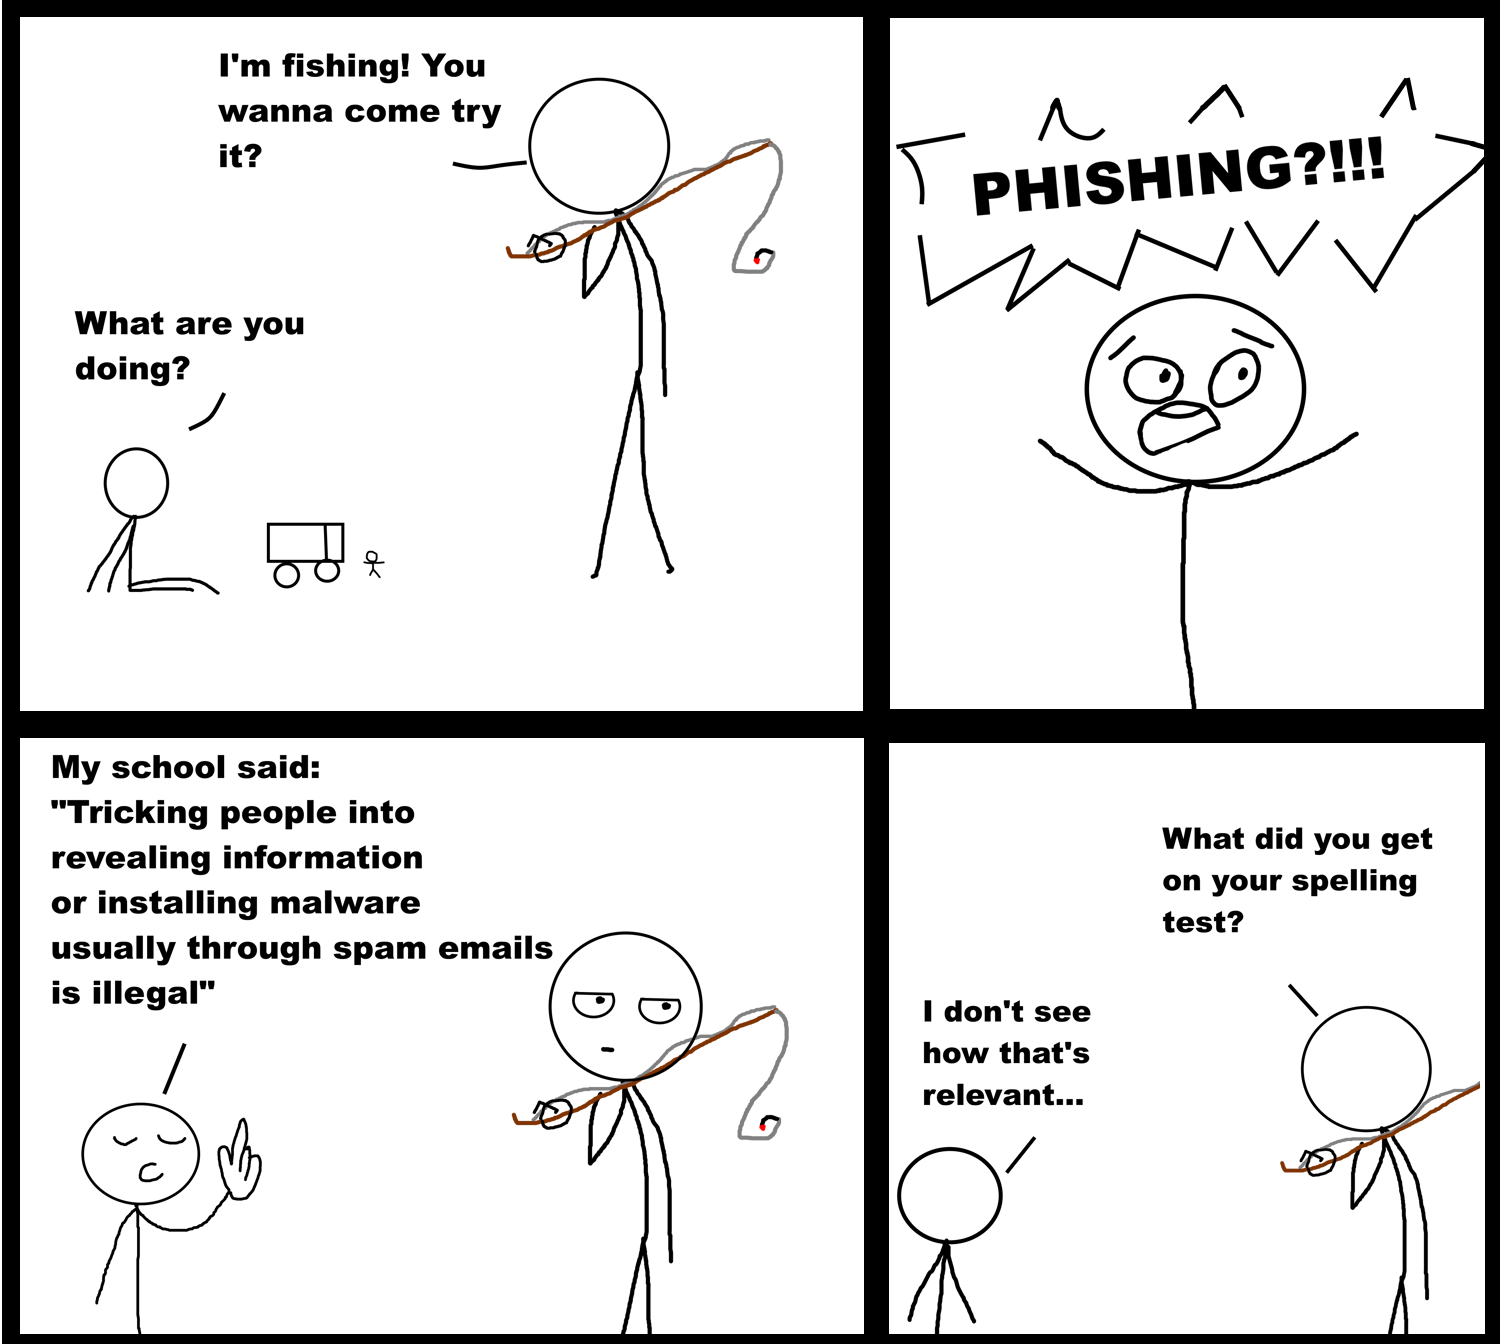 I'm fishing! You
wanna come try
it?
What are you
doing?
PHISHING?!!!
My school said:
"Tricking people into
revealing information
or installing malware
usually through spam emails
is illegal"
What did you get
on your spelling
test?
I don't see
how that's
relevant...